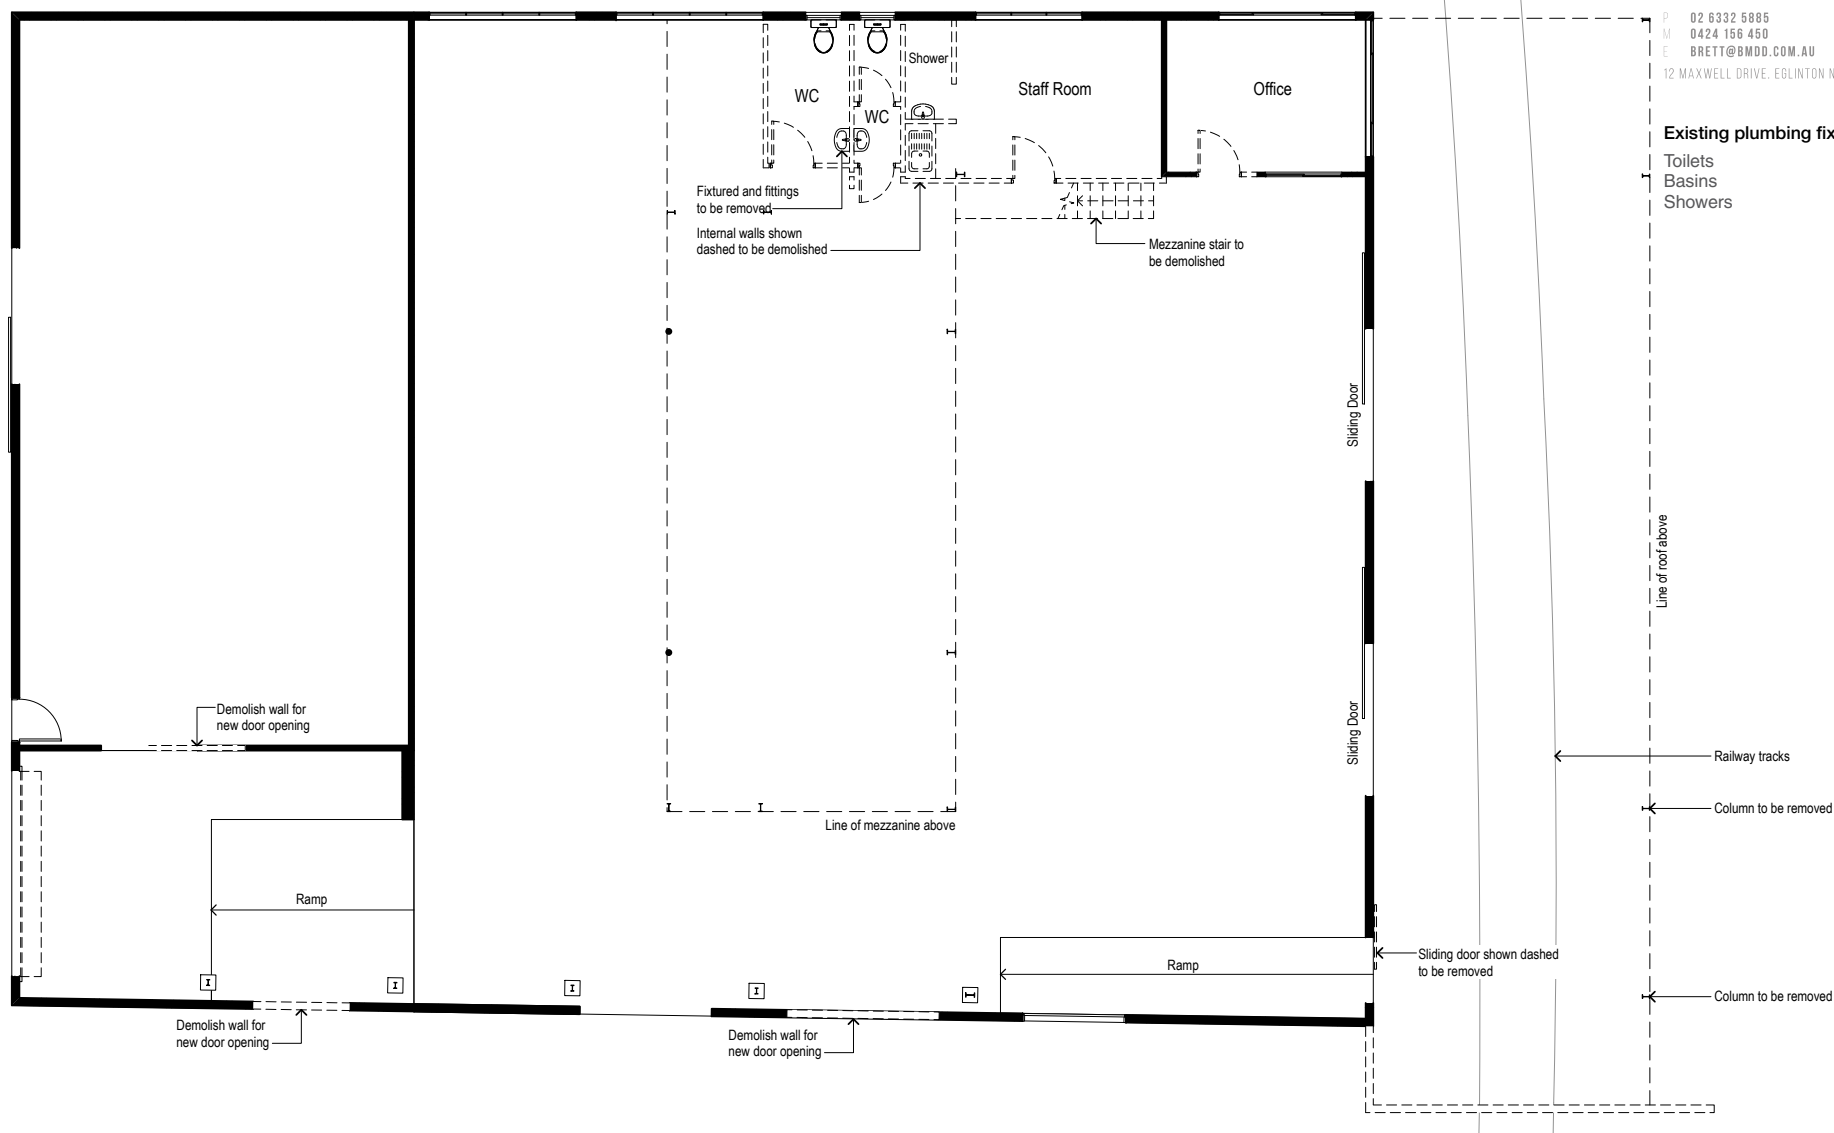 P 02 6332 5885
M 0424 156 450
E BRETT@BMDD.COM.AU
12 MAXWELL DRIVE. EGLINTON
Existing plumbing
Toilets
Basins
Showers
Shower
WC
WC
Staff Room
Office
Fixtured and fittings
to be removed
Internal walls shown
dashed to be demolished
Mezzanine stair to
be demolished
Sliding Door
Line of roof above
Sliding Door
Demolish wall for
new door opening
Railway tracks
Column to be removed
Line of mezzanine above
Ramp
Ramp
Sliding door shown dashed
to be removed
Column to be removed
Demolish wall for
new door opening
Demolish wall for
new door opening